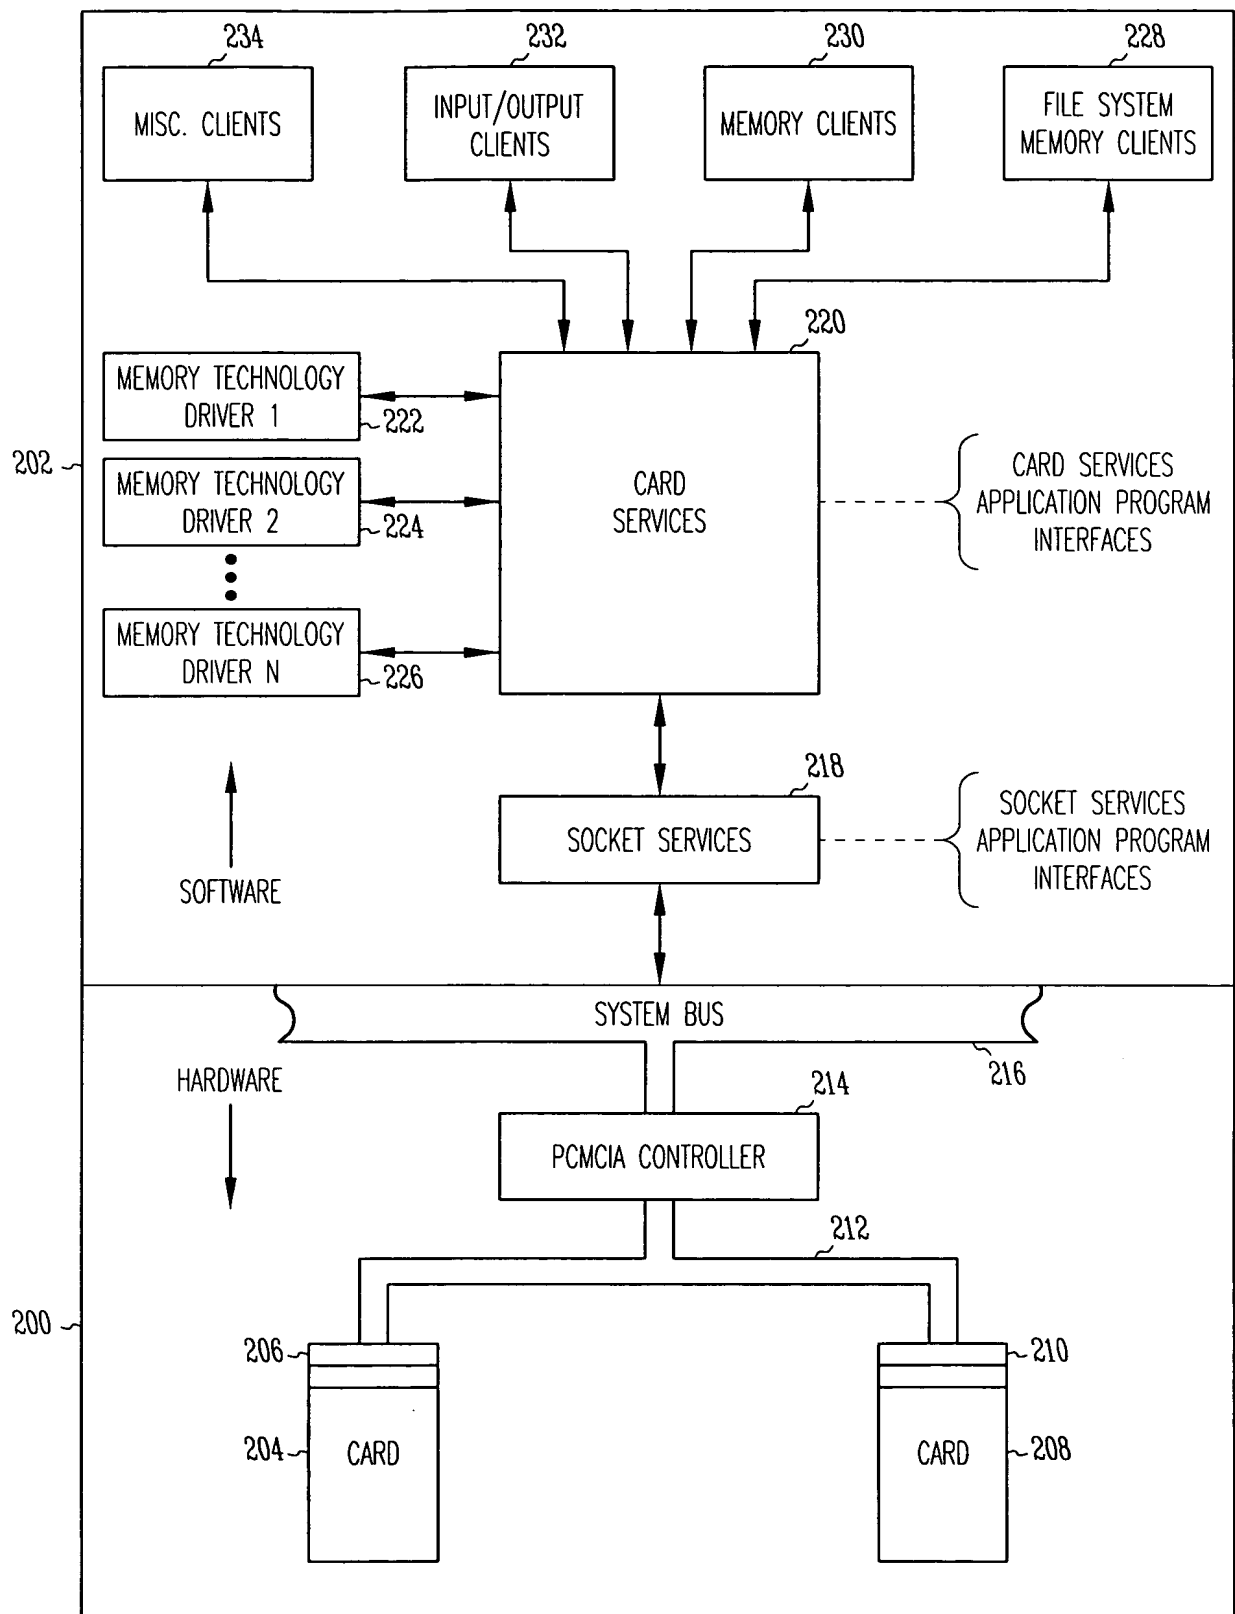 234
232
230
228
MISC. CLIENTS
INPUT/OUTPUT
CLIENTS
MEMORY CLIENTS
FILE SYSTEM
MEMORY CLIENTS
220
MEMORY TECHNOLOGY
DRIVER 1
222
202
MEMORY TECHNOLOGY
DRIVER 2
224
MEMORY TECHNOLOGY
DRIVER N
226
CARD
SERVICES
CARD SERVICES
APPLICATION PROGRAM
INTERFACES
218
SOCKET SERVICES
SOCKET SERVICES
APPLICATION PROGRAM
INTERFACES
SOFTWARE
SYSTEM BUS
216
HARDWARE
214
PCMCIA CONTROLLER
212
200
206
210
204
CARD
CARD
208